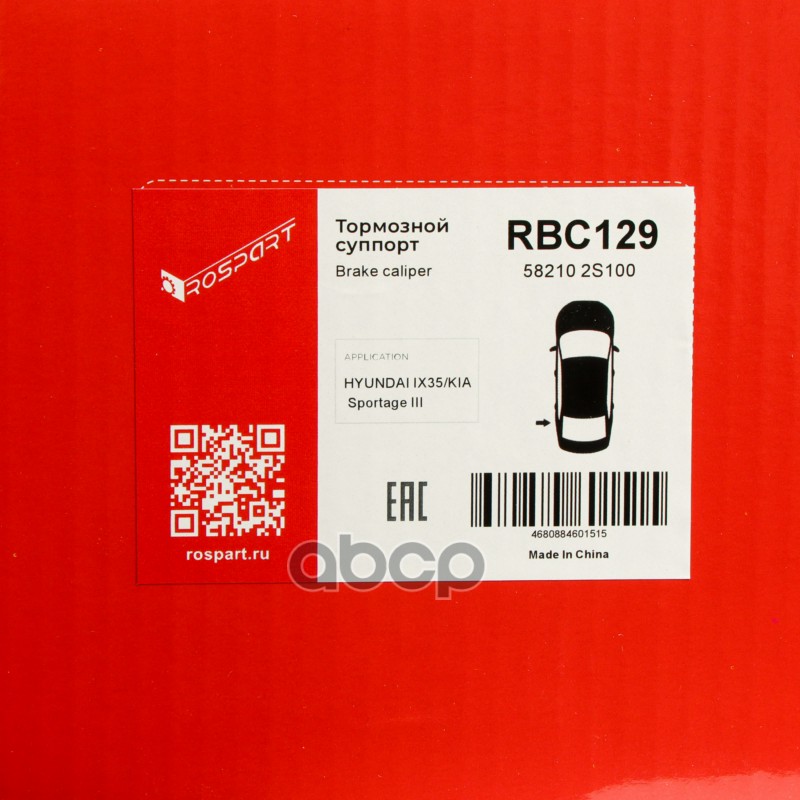 ROSPART
Тормозной
суппорт
Brake caliper
RBC129
58210 2S100
APPLICATION
HYUNDAI IX35/KIA
Sportage III
EAC
4680884601515
Made In China
rospart.ru
abcp